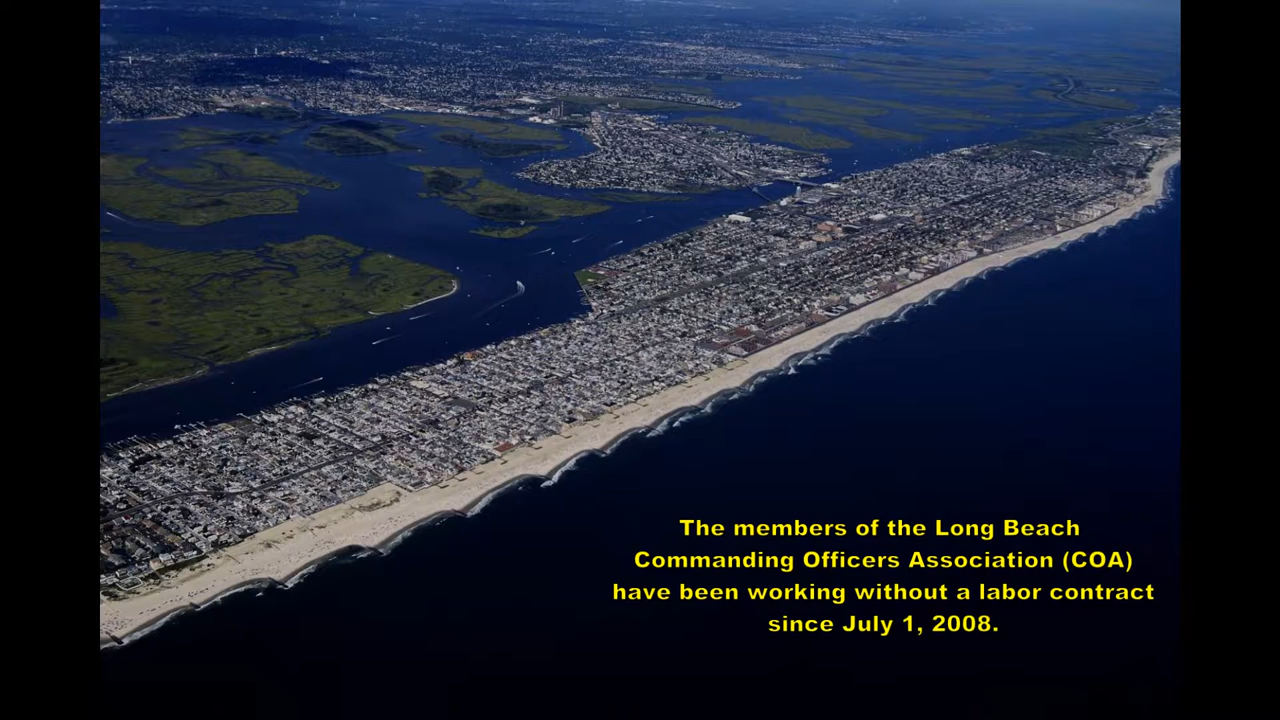 The members of the Long Beach
Commanding Officers Association (COA)
have been working without a labor contract
since July 1, 2008.